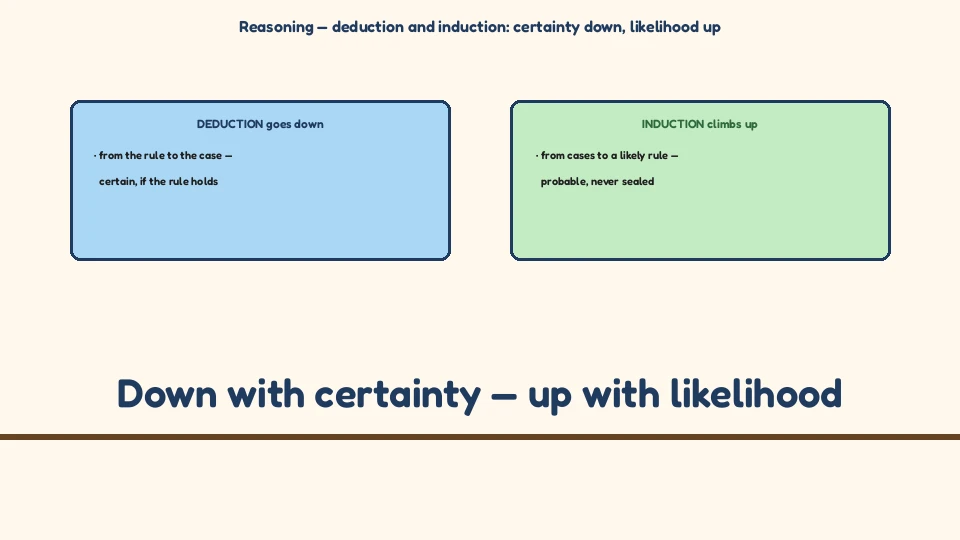 Reasoning — deduction and induction: certainty down, likelihood up
DEDUCTION goes down
· from the rule to the case —
certain, if the rule holds
INDUCTION climbs up
· from cases to a likely rule —
probable, never sealed
Down with certainty — up with likelihood